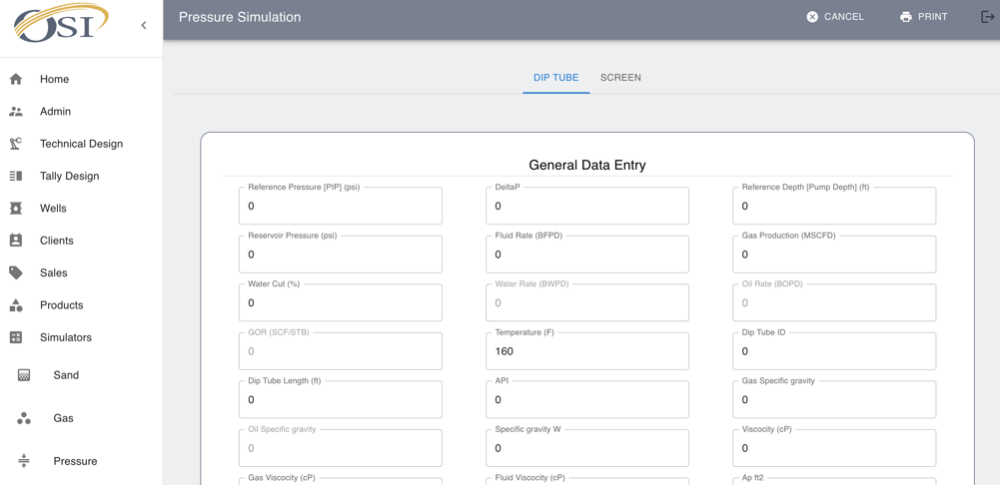 OSI
Pressure Simulation
CANCEL
PRINT
Home
Admin
Technical Design
Tally Design
Wells
Clients
Sales
Products
Simulators
Sand
Gas
Pressure
DIP TUBE
SCREEN
General Data Entry
Reference Pressure [PIP] (psi)
0
DeltaP
0
Reference Depth [Pump Depth] (ft)
0
Reservoir Pressure (psi)
0
Fluid Rate (BFPD)
0
Gas Production (MSCFD)
0
Water Cut (%)
0
Water Rate (BWPD)
0
Oil Rate (BOPD)
0
GOR (SCF/STB)
0
Temperature (F)
160
Dip Tube ID
0
Dip Tube Length (ft)
0
API
0
Gas Specific gravity
0
Oil Specific gravity
0
Specific gravity W
0
Viscocity (cP)
0
Gas Viscocity (cP)
Fluid Viscocity (cP)
Ap ft2